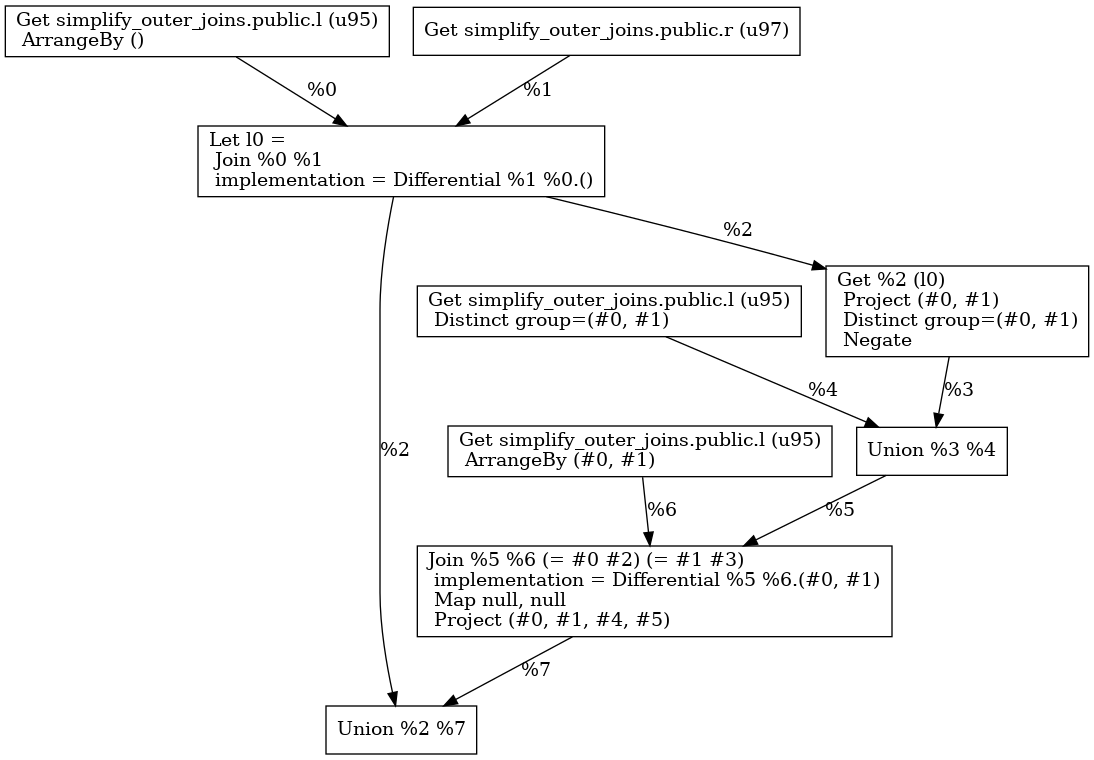 Get simplify_outer_joins.public.l (u95)
ArrangeBy ()
Get simplify_outer_joins.public.r (u97)
%0
%1
Let l0 =
Join %0 %1
implementation = Differential %1 %0.()
%2
Get %2 (l0)
Project (#0, #1)
Distinct group=(#0, #1)
Negate
Get simplify_outer_joins.public.l (u95)
Distinct group=(#0, #1)
%4
%3
Get simplify_outer_joins.public.l (u95)
ArrangeBy (#0, #1)
Union %3 %4
%2
%6
%5
Join %5 %6 (= #0 #2) (= #1 #3)
implementation = Differential %5 %6.(#0, #1)
Map null, null
Project (#0, #1, #4, #5)
%7
Union %2 %7